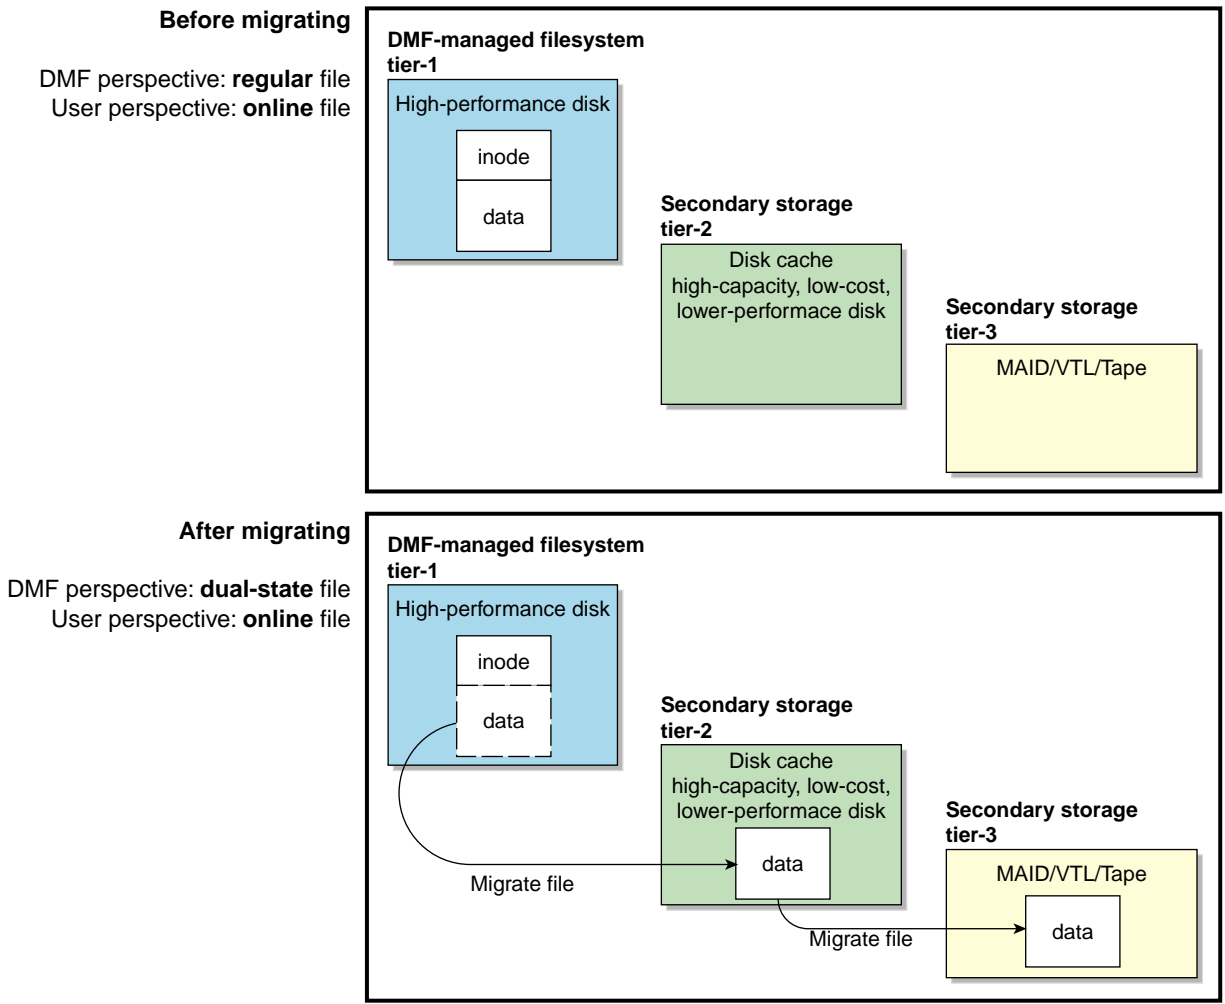 Before migrating
DMF perspective: regular file
User perspective: online file
DMF-managed filesystem
tier-1
High-performance disk
inode
data
Secondary storage
tier-2
Disk cache
high-capacity, low-cost,
lower-performace disk
Secondary storage
tier-3
MAID/VTL/Tape
After migrating
DMF perspective: dual-state file
User perspective: online file
DMF-managed filesystem
tier-1
High-performance disk
inode
data
Migrate file
Secondary storage
tier-2
Disk cache
high-capacity, low-cost,
lower-performace disk
data
Migrate file
Secondary storage
tier-3
MAID/VTL/Tape
data